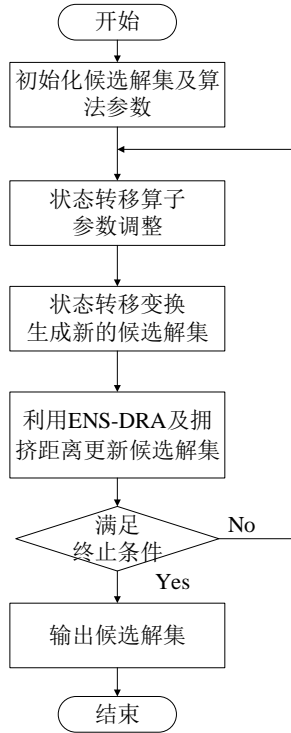 开始
初始化候选解集及算
法参数
状态转移算子
参数调整
状态转移变换
生成新的候选解集
利用ENS-DRA及拥
挤距离更新候选解集
满足
终止条件
No
Yes
输出候选解集
结束